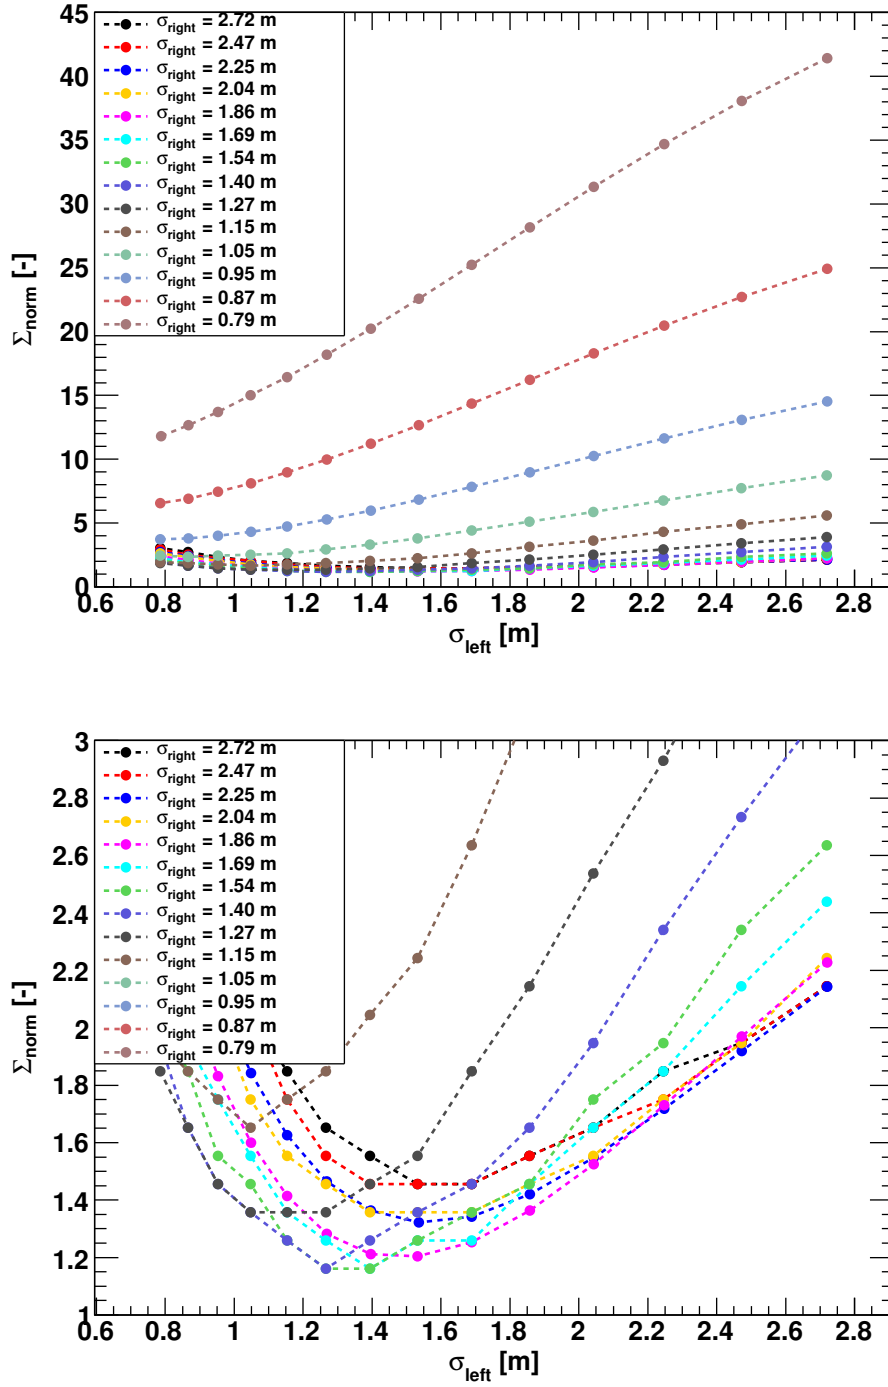 45
40
35
30
25
20
15
10
5
0
Σnorm [-]
σright = 2.72 m
σright = 2.47 m
σright = 2.25 m
σright = 2.04 m
σright = 1.86 m
σright = 1.69 m
σright = 1.54 m
σright = 1.40 m
σright = 1.27 m
σright = 1.15 m
σright = 1.05 m
σright = 0.95 m
σright = 0.87 m
σright = 0.79 m
0.6 0.8 1 1.2 1.4 1.6 1.8 2 2.2 2.4 2.6 2.8
σleft [m]
3
2.8
2.6
2.4
2.2
2
1.8
1.6
1.4
1.2
1
Σnorm [-]
σright = 2.72 m
σright = 2.47 m
σright = 2.25 m
σright = 2.04 m
σright = 1.86 m
σright = 1.69 m
σright = 1.54 m
σright = 1.40 m
σright = 1.27 m
σright = 1.15 m
σright = 1.05 m
σright = 0.95 m
σright = 0.87 m
σright = 0.79 m
0.6 0.8 1 1.2 1.4 1.6 1.8 2 2.2 2.4 2.6 2.8
σleft [m]